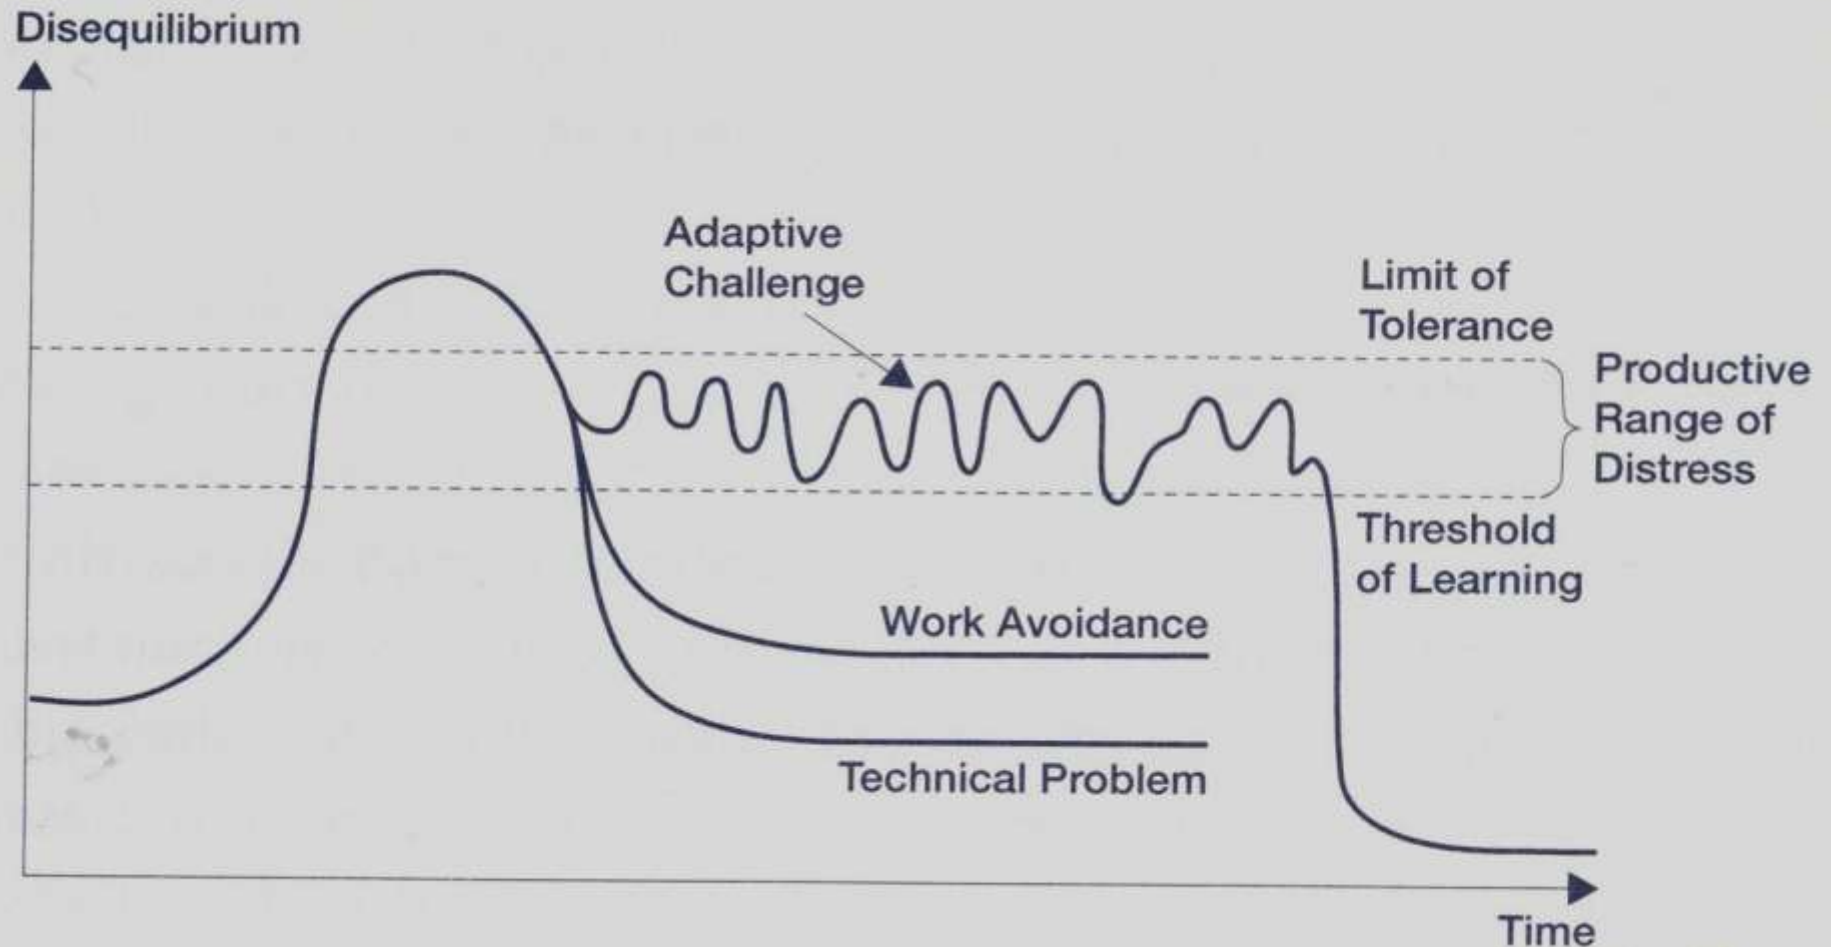 Disequilibrium
Adaptive
Challenge
Limit of
Tolerance
Productive
Range of
Distress
Threshold
of Learning
Work Avoidance
Technical Problem
Time